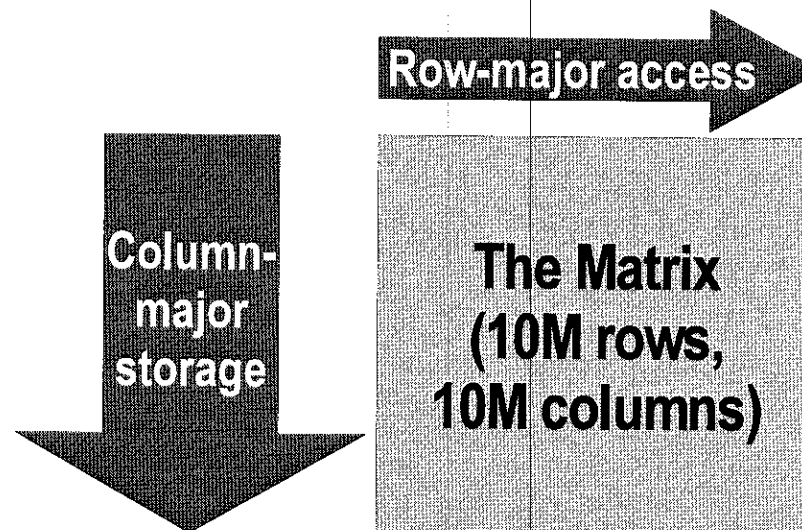 Row-major access
Column-
major
storage
The Matrix
(10M rows,
10M columns)